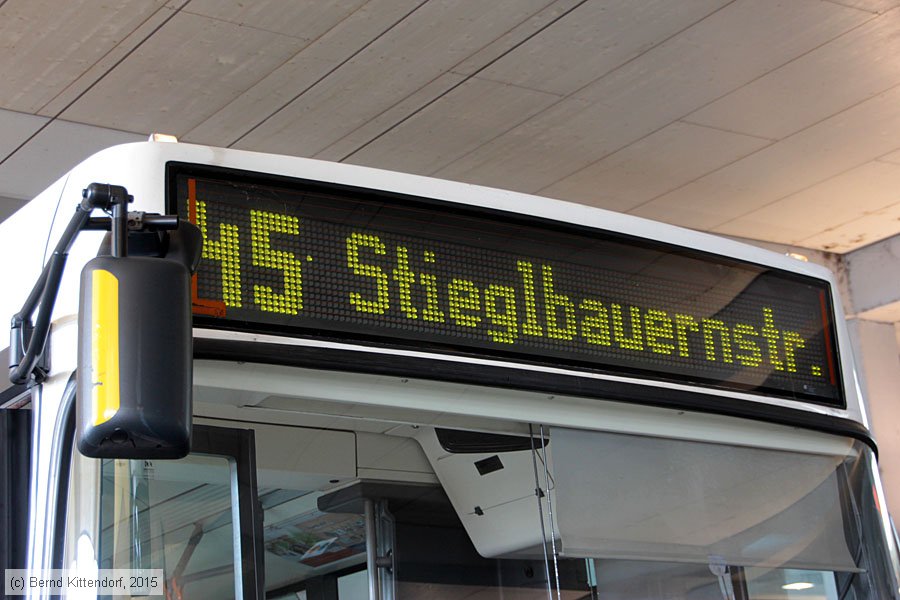 45 Stieglbauernstr.
(c) Bernd Kittendorf, 2015